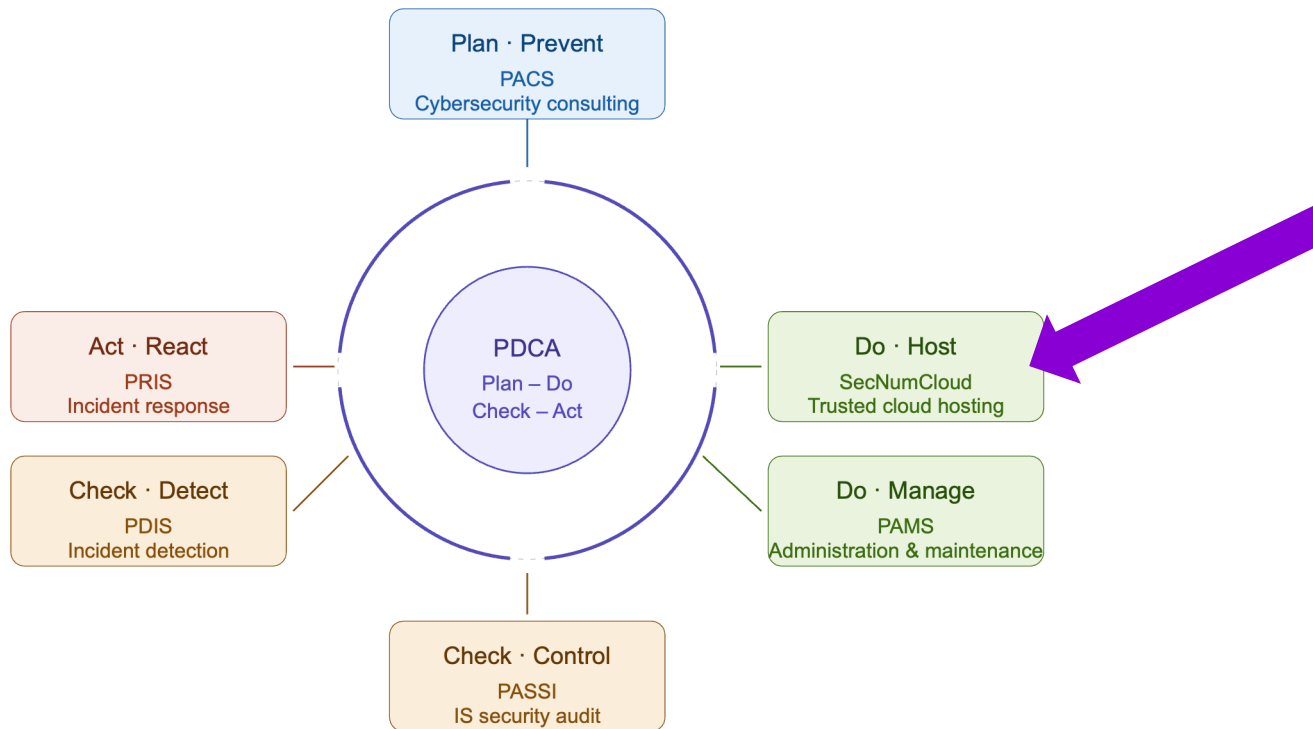 Plan · Prevent
PACS
Cybersecurity consulting
Act · React
PRIS
Incident response
PDCA
Plan – Do
Check – Act
Do · Host
SecNumCloud
Trusted cloud hosting
Check · Detect
PDIS
Incident detection
Do · Manage
PAMS
Administration & maintenance
Check · Control
PASSI
IS security audit